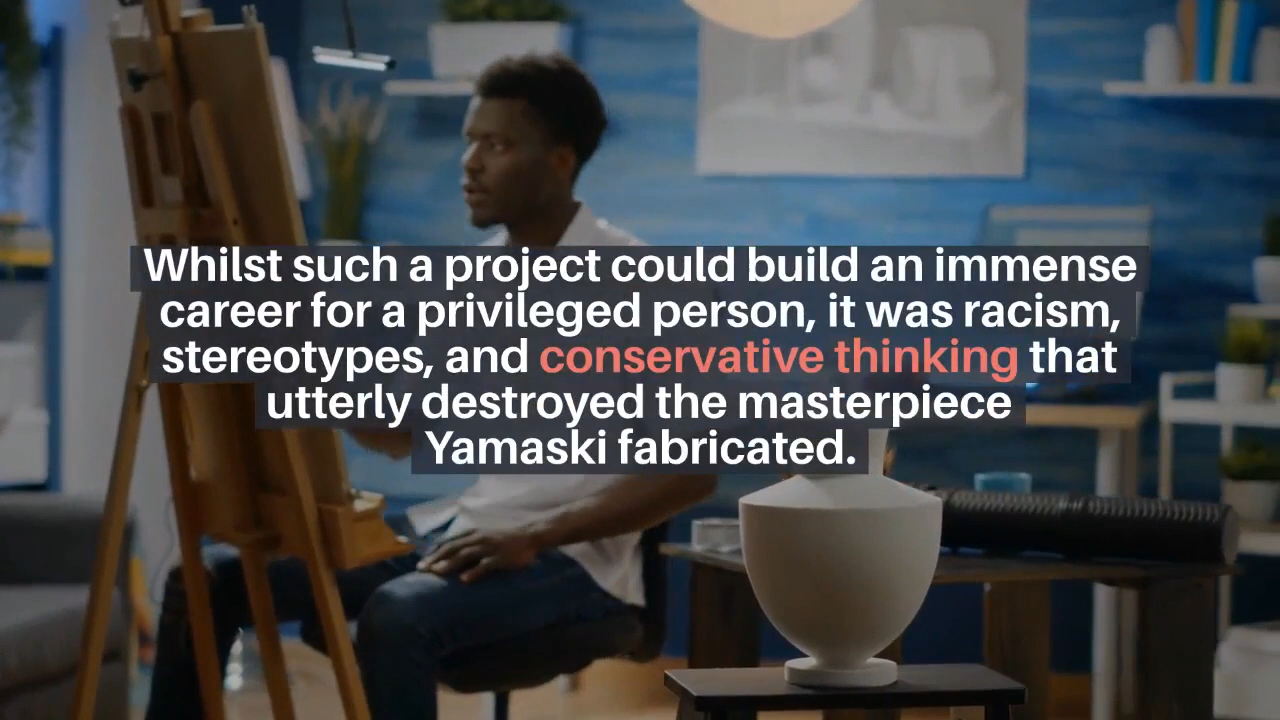 Whilst such a project could build an immense
career for a privileged person, it was racism,
stereotypes, and conservative thinking that
utterly destroyed the masterpiece
Yamaski fabricated.